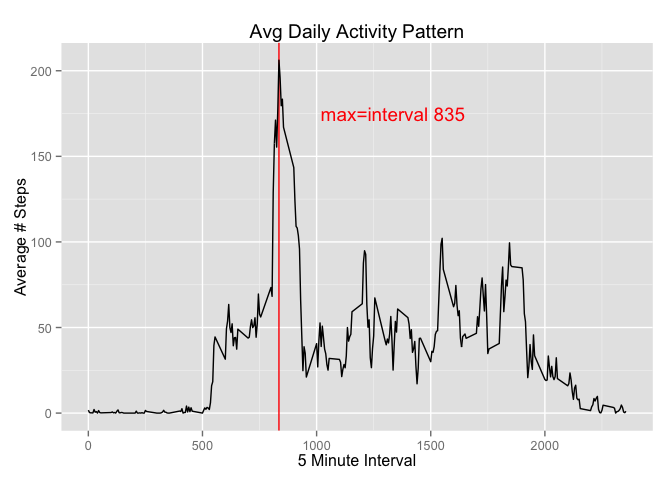 Avg Daily Activity Pattern
Average # Steps
200
150
100
50
0
max=interval 835
0 500 1000 1500 2000
5 Minute Interval